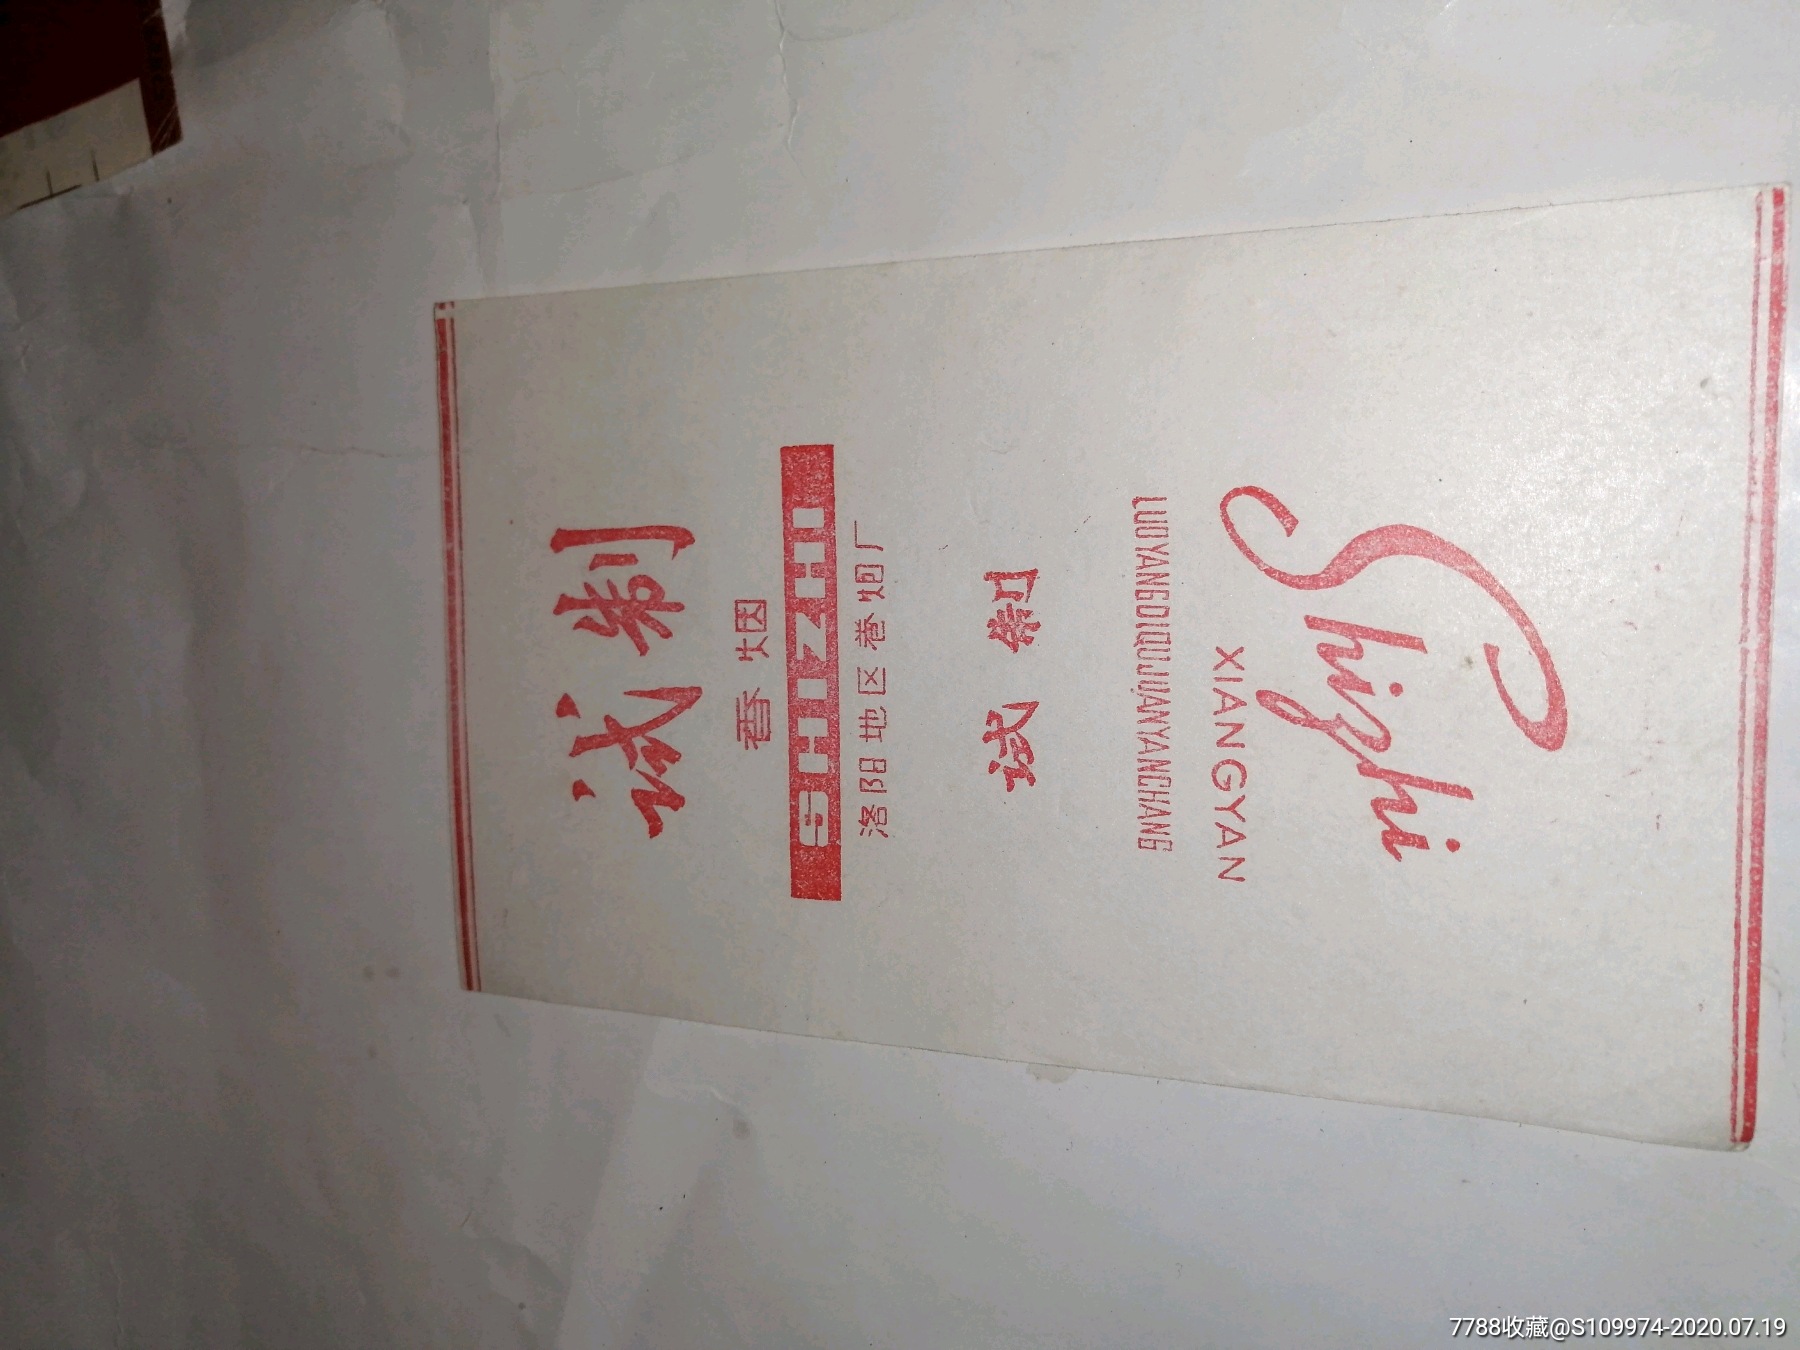 试制
香烟
SHIZHI
洛阳地区卷烟厂
试制
Shizhi
XIANGYAN
LUOYANGDIQUJUANYANCHANG
7788收藏@S109974-2020.07.19